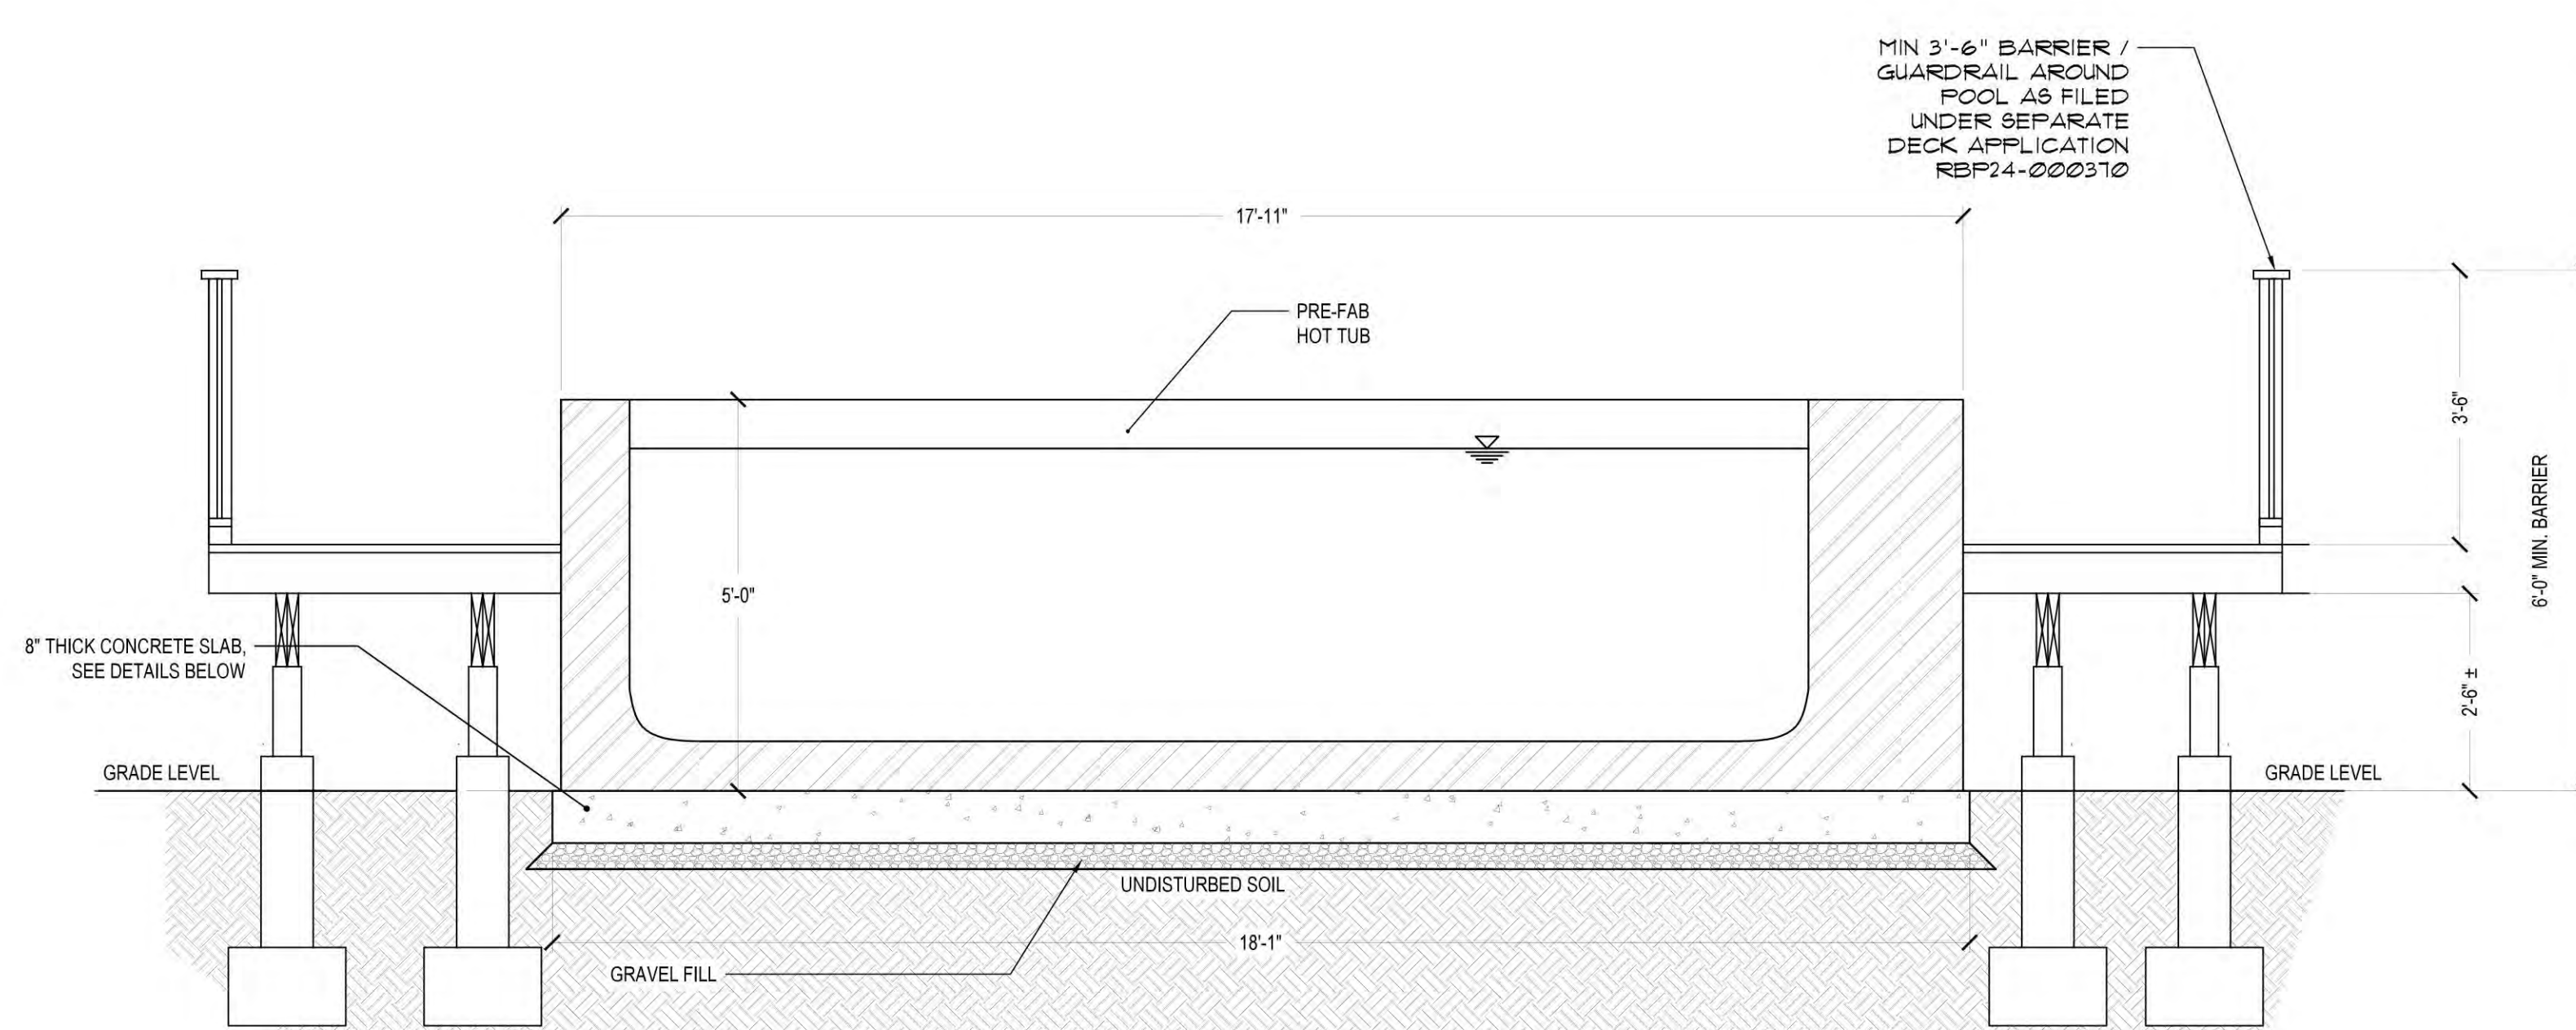 MIN 3'-6" BARRIER /
GUARDRAIL AROUND
POOL AS FILED
UNDER SEPARATE
DECK APPLICATION
RBP24-000370
17'-11"
PRE-FAB
HOT TUB
3'-6"
6'-0" MIN. BARRIER
5'-0"
8" THICK CONCRETE SLAB,
SEE DETAILS BELOW
2'-6" ±
GRADE LEVEL
GRADE LEVEL
UNDISTURBED SOIL
18'-1"
GRAVEL FILL